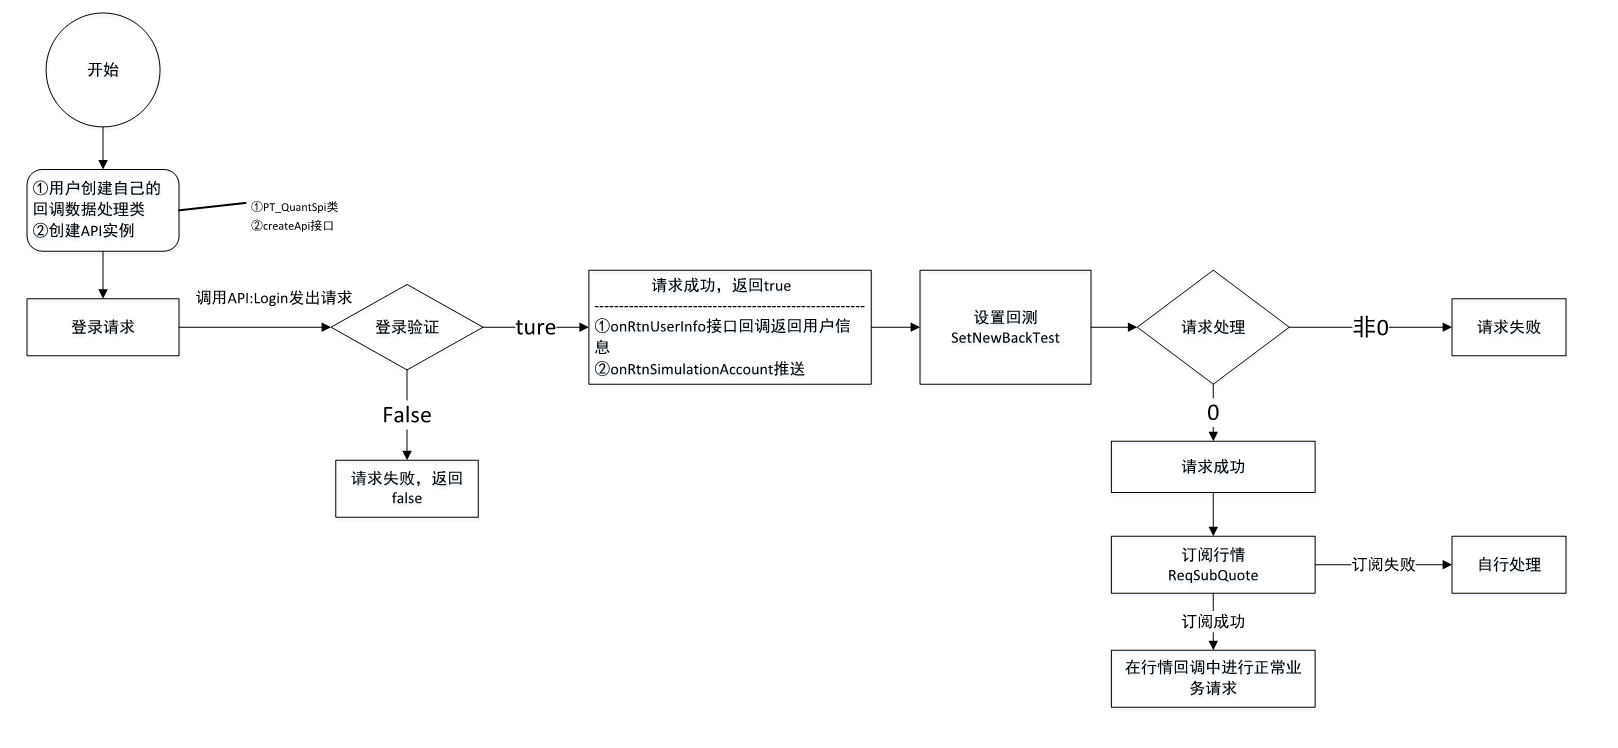 开始
①用户创建自己的
回调数据处理类
②创建API实例
①PT_QuantSpi类
②createApi接口
登录请求
调用API:Login发出请求
登录验证
ture
False
请求失败，返回
false
请求成功，返回true
①onRtnUserInfo接口回调返回用户信
息
②onRtnSimulationAccount推送
设置回测
SetNewBackTest
请求处理
非0
请求失败
0
请求成功
订阅行情
ReqSubQuote
订阅失败
自行处理
订阅成功
在行情回调中进行正常业
务请求